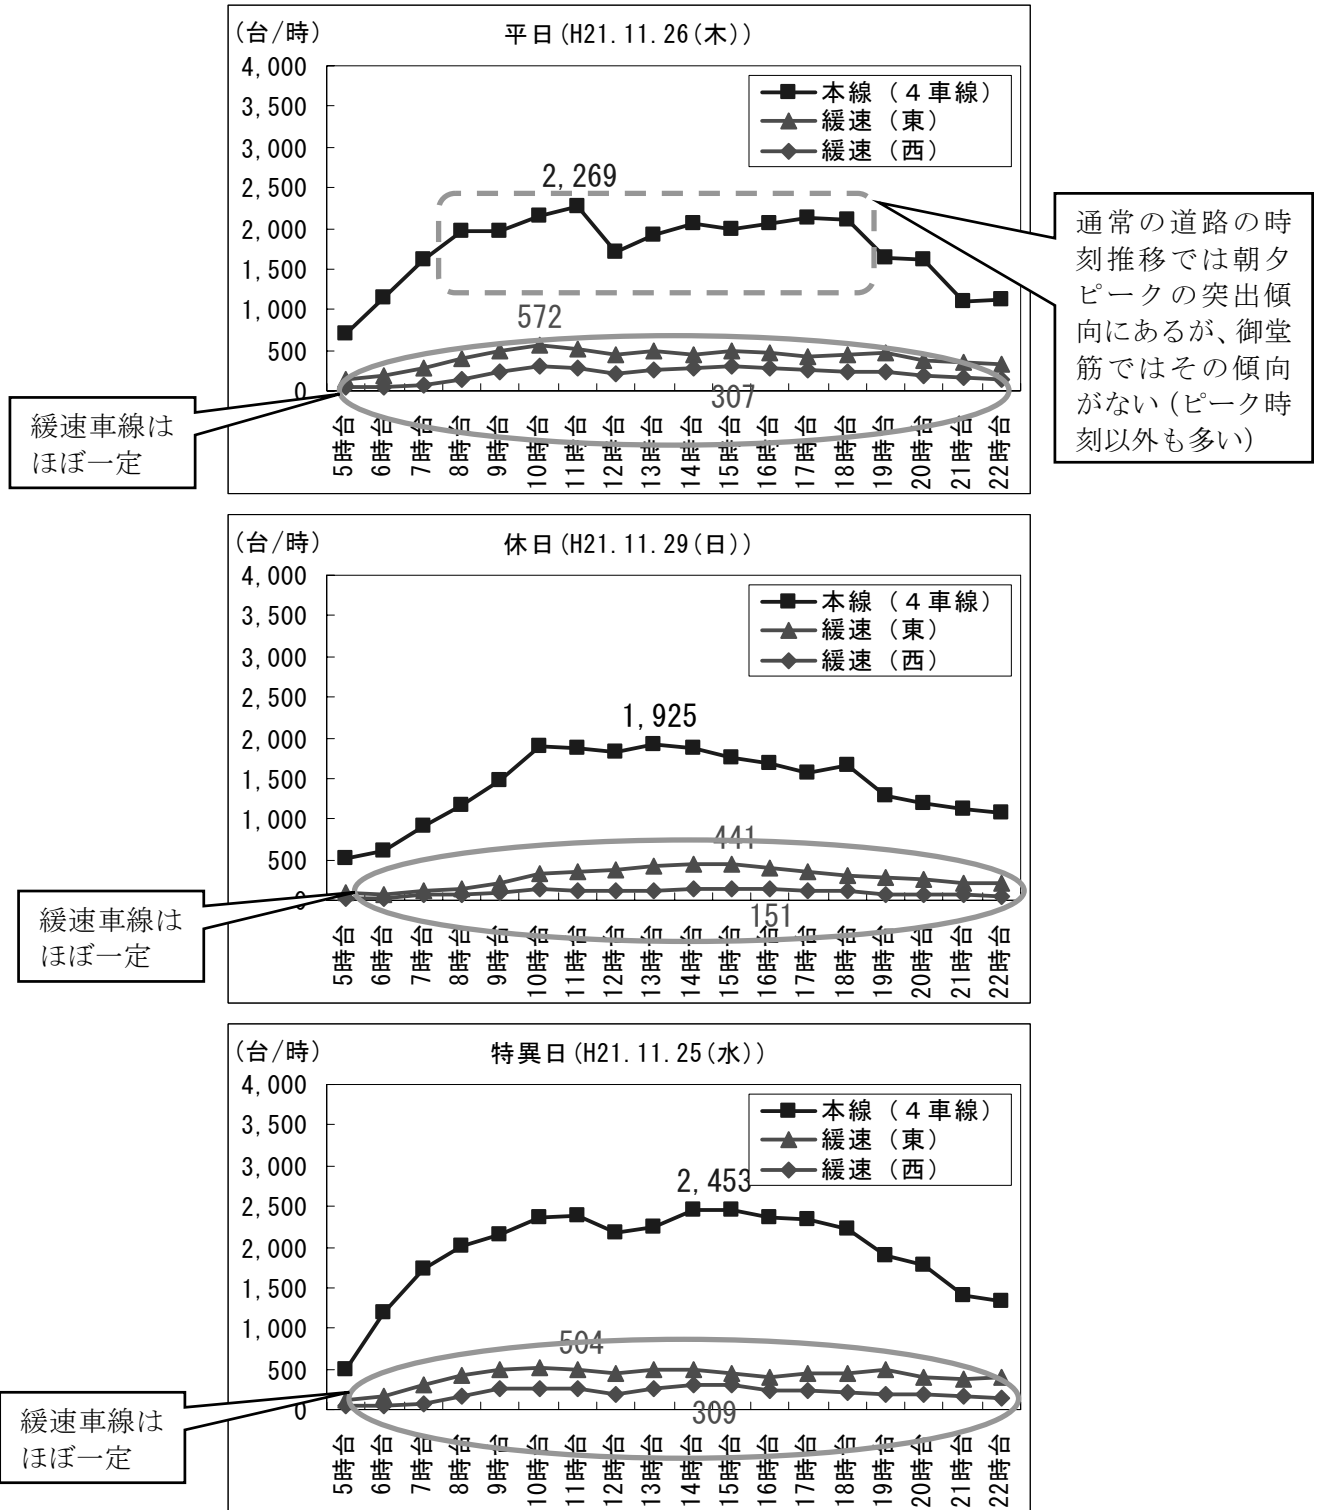 (台/時)
平日(H21.11.26(木))
4,000
3,500
3,000
2,500
2,000
1,500
1,000
500
0
本線（４車線）
緩速（東）
緩速（西）
2,269
572
307
5時台
6時台
7時台
8時台
9時台
10時台
11時台
12時台
13時台
14時台
15時台
16時台
17時台
18時台
19時台
20時台
21時台
22時台
緩速車線は
ほぼ一定
通常の道路の時
刻推移では朝夕
ピークの突出傾
向にあるが、御堂
筋ではその傾向
がない（ピーク時
刻以外も多い）
(台/時)
休日(H21.11.29(日))
4,000
3,500
3,000
2,500
2,000
1,500
1,000
500
0
本線（４車線）
緩速（東）
緩速（西）
1,925
441
151
5時台
6時台
7時台
8時台
9時台
10時台
11時台
12時台
13時台
14時台
15時台
16時台
17時台
18時台
19時台
20時台
21時台
22時台
緩速車線は
ほぼ一定
(台/時)
特異日(H21.11.25(水))
4,000
3,500
3,000
2,500
2,000
1,500
1,000
500
0
本線（４車線）
緩速（東）
緩速（西）
2,453
504
309
5時台
6時台
7時台
8時台
9時台
10時台
11時台
12時台
13時台
14時台
15時台
16時台
17時台
18時台
19時台
20時台
21時台
22時台
緩速車線は
ほぼ一定